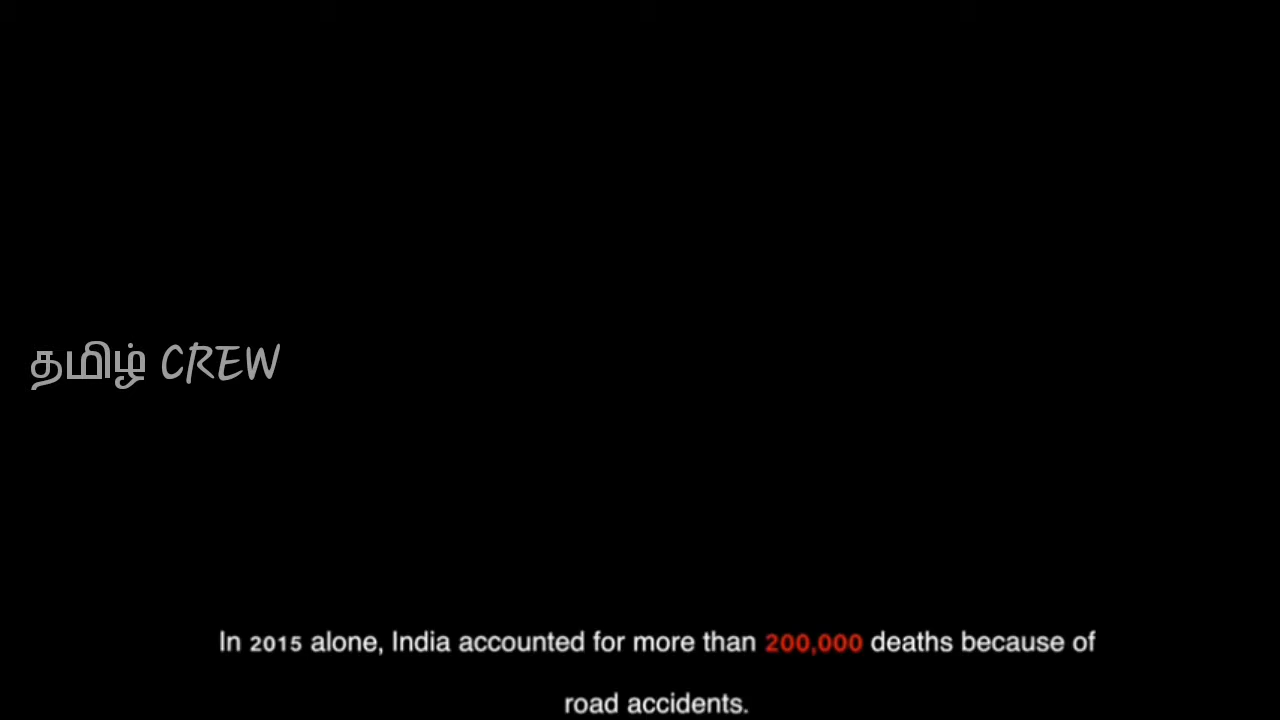 தமிழ் CREW
In 2015 alone, India accounted for more than 200,000 deaths because of
road accidents.